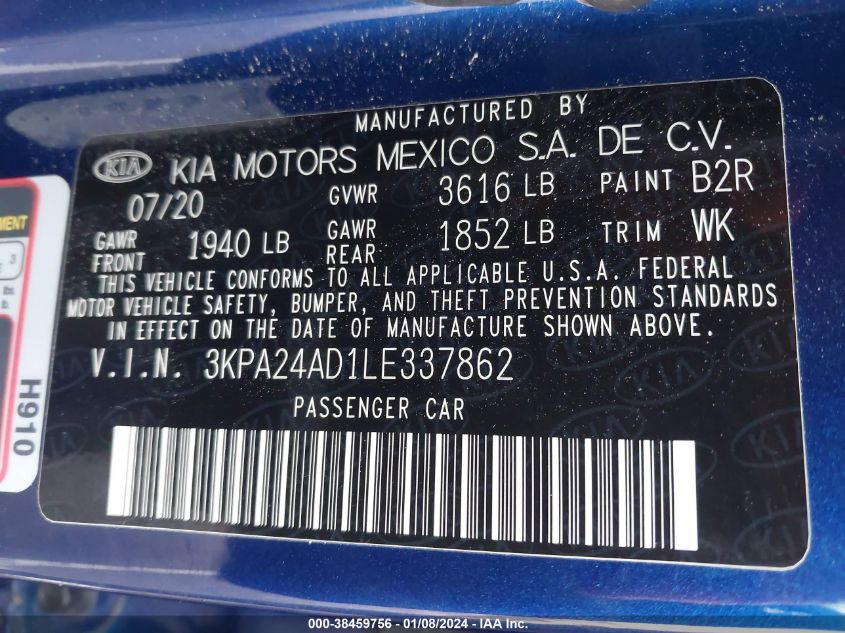 MANUFACTURED BY
KIA KIA MOTORS MEXICO S.A. DE C.V.
07/20 GVWR 3616 LB PAINT B2R
GAWR FRONT 1940 LB GAWR REAR 1852 LB TRIM WK
THIS VEHICLE CONFORMS TO ALL APPLICABLE U.S.A. FEDERAL
MOTOR VEHICLE SAFETY, BUMPER, AND THEFT PREVENTION STANDARDS
IN EFFECT ON THE DATE OF MANUFACTURE SHOWN ABOVE.
V.I.N. 3KPA24AD1LE337862
PASSENGER CAR
H910
000-38459756 | 01/08/2024 - IAA Inc.